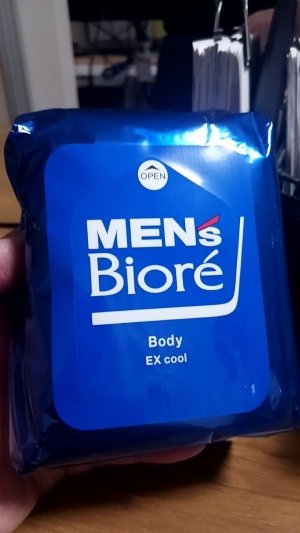 OPEN
MEN's
Bioré
Body
EX cool